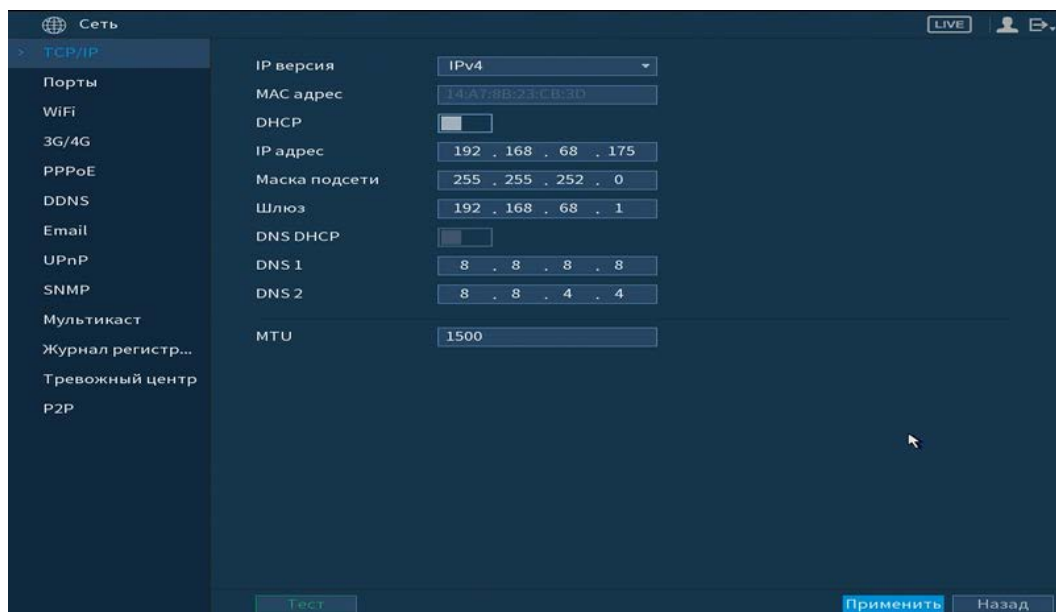 Сеть LIVE
TCP/IP
Порты
WiFi
3G/4G
PPPoE
DDNS
Email
UPnP
SNMP
Мультикаст
Журнал регистр...
Тревожный центр
P2P
IP версия IPv4
MAC адрес 14:A7:8B:23:CB:3D
DHCP
IP адрес 192 . 168 . 68 . 175
Маска подсети 255 . 255 . 252 . 0
Шлюз 192 . 168 . 68 . 1
DNS DHCP
DNS 1 8 . 8 . 8 . 8
DNS 2 8 . 8 . 4 . 4
MTU 1500
Тест Применить Назад